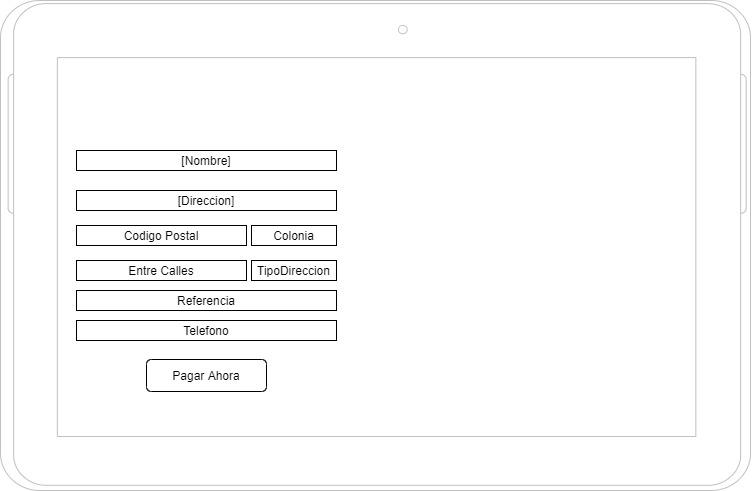 [Nombre]
[Direccion]
Codigo Postal
Colonia
Entre Calles
TipoDireccion
Referencia
Telefono
Pagar Ahora